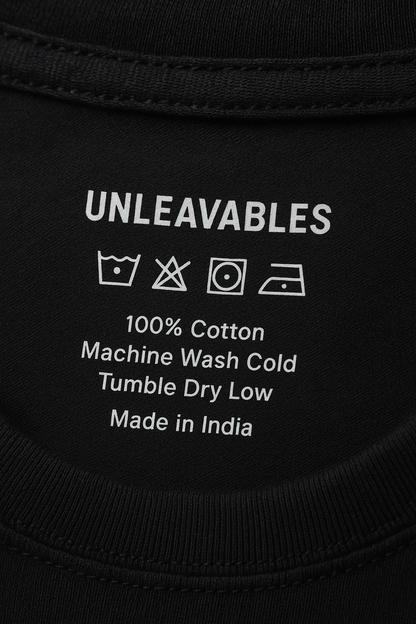 UNLEAVABLES
100% Cotton
Machine Wash Cold
Tumble Dry Low
Made in India